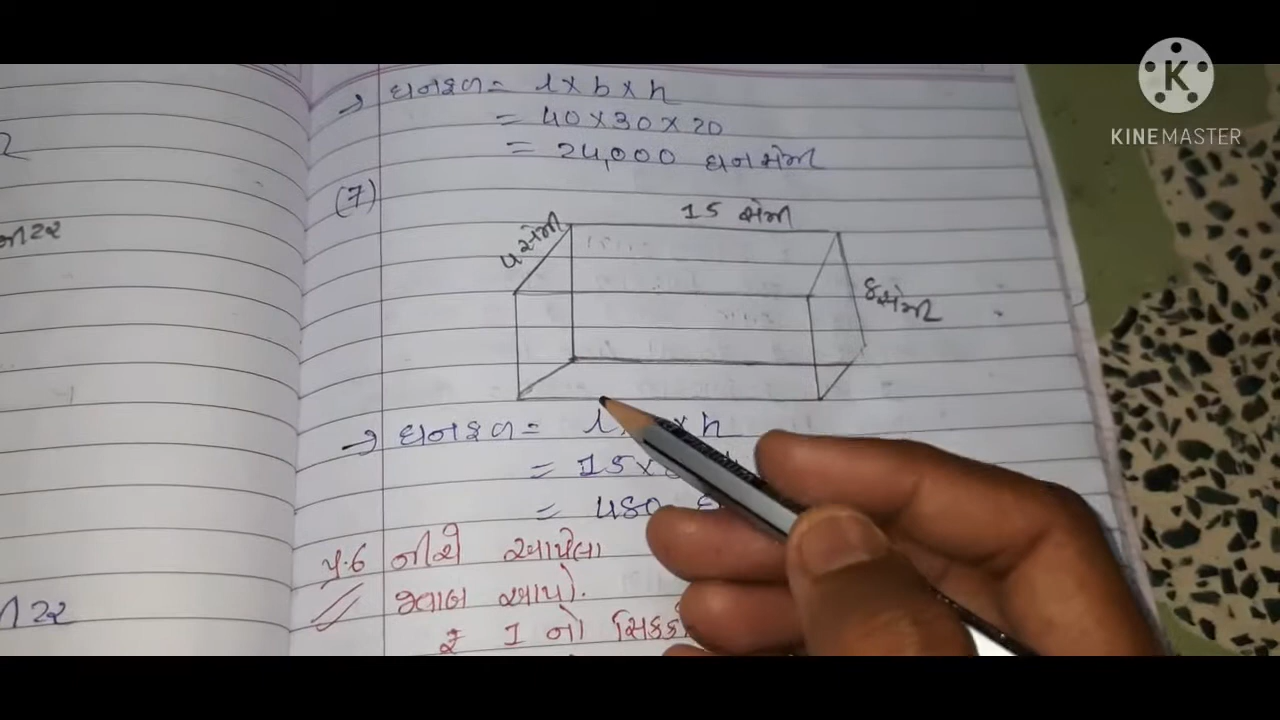 → ઘનફળ = l × b × h
= 40 × 30 × 20
= 24,000 ઘનસેમી
(7)
15 સેમી
4 સેમી
8 સેમી
→ ઘનફળ = l × h
= 15 ×
= 480
પ્ર.6 નીચે આપેલા
જવાબ આપો.
₹ 1 નો
KINEMASTER